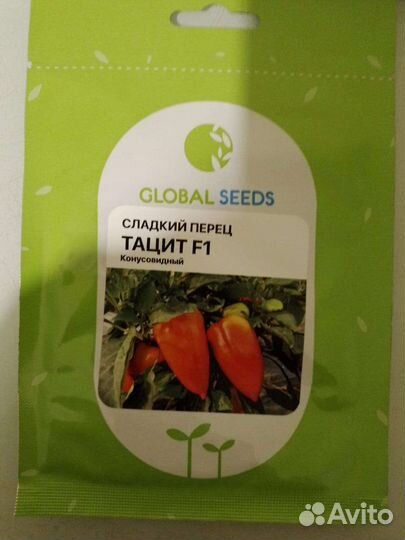 GLOBAL SEEDS
СЛАДКИЙ ПЕРЕЦ
ТАЦИТ F1
Конусовидный
Avito